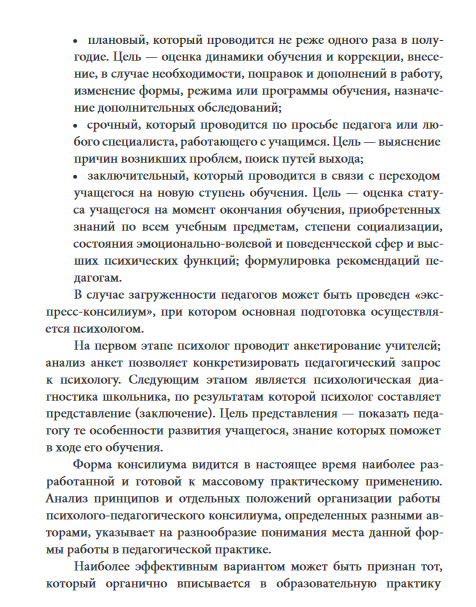 • плановый, который проводится не реже одного раза в полу-
годие. Цель — оценка динамики обучения и коррекции, внесе-
ние, в случае необходимости, поправок и дополнений в работу,
изменение формы, режима или программы обучения, назначе-
ние дополнительных обследований;
• срочный, который проводится по просьбе педагога или лю-
бого специалиста, работающего с учащимся. Цель — выяснение
причин возникших проблем, поиск путей выхода;
• заключительный, который проводится в связи с переходом
учащегося на новую ступень обучения. Цель — оценка стату-
са учащегося на момент окончания обучения, приобретенных
знаний по всем учебным предметам, степени социализации,
состояния эмоционально-волевой и поведенческой сфер и выс-
ших психических функций; формулировка рекомендаций пе-
дагогам.
В случае загруженности педагогов может быть проведен «экс-
пресс-консилиум», при котором основная подготовка осуществля-
ется психологом.
На первом этапе психолог проводит анкетирование учителей;
анализ анкет позволяет конкретизировать педагогический запрос
к психологу. Следующим этапом является психологическая диа-
гностика школьника, по результатам которой психолог составляет
представление (заключение). Цель представления — показать педа-
гогу те особенности развития учащегося, знание которых поможет
в ходе его обучения.
Форма консилиума видится в настоящее время наиболее раз-
работанной и готовой к массовому практическому применению.
Анализ принципов и отдельных положений организации работы
психолого-педагогического консилиума, определенных разными ав-
торами, указывает на разнообразие понимания места данной фор-
мы работы в педагогической практике.
Наиболее эффективным вариантом может быть признан тот,
который органично вписывается в образовательную практику